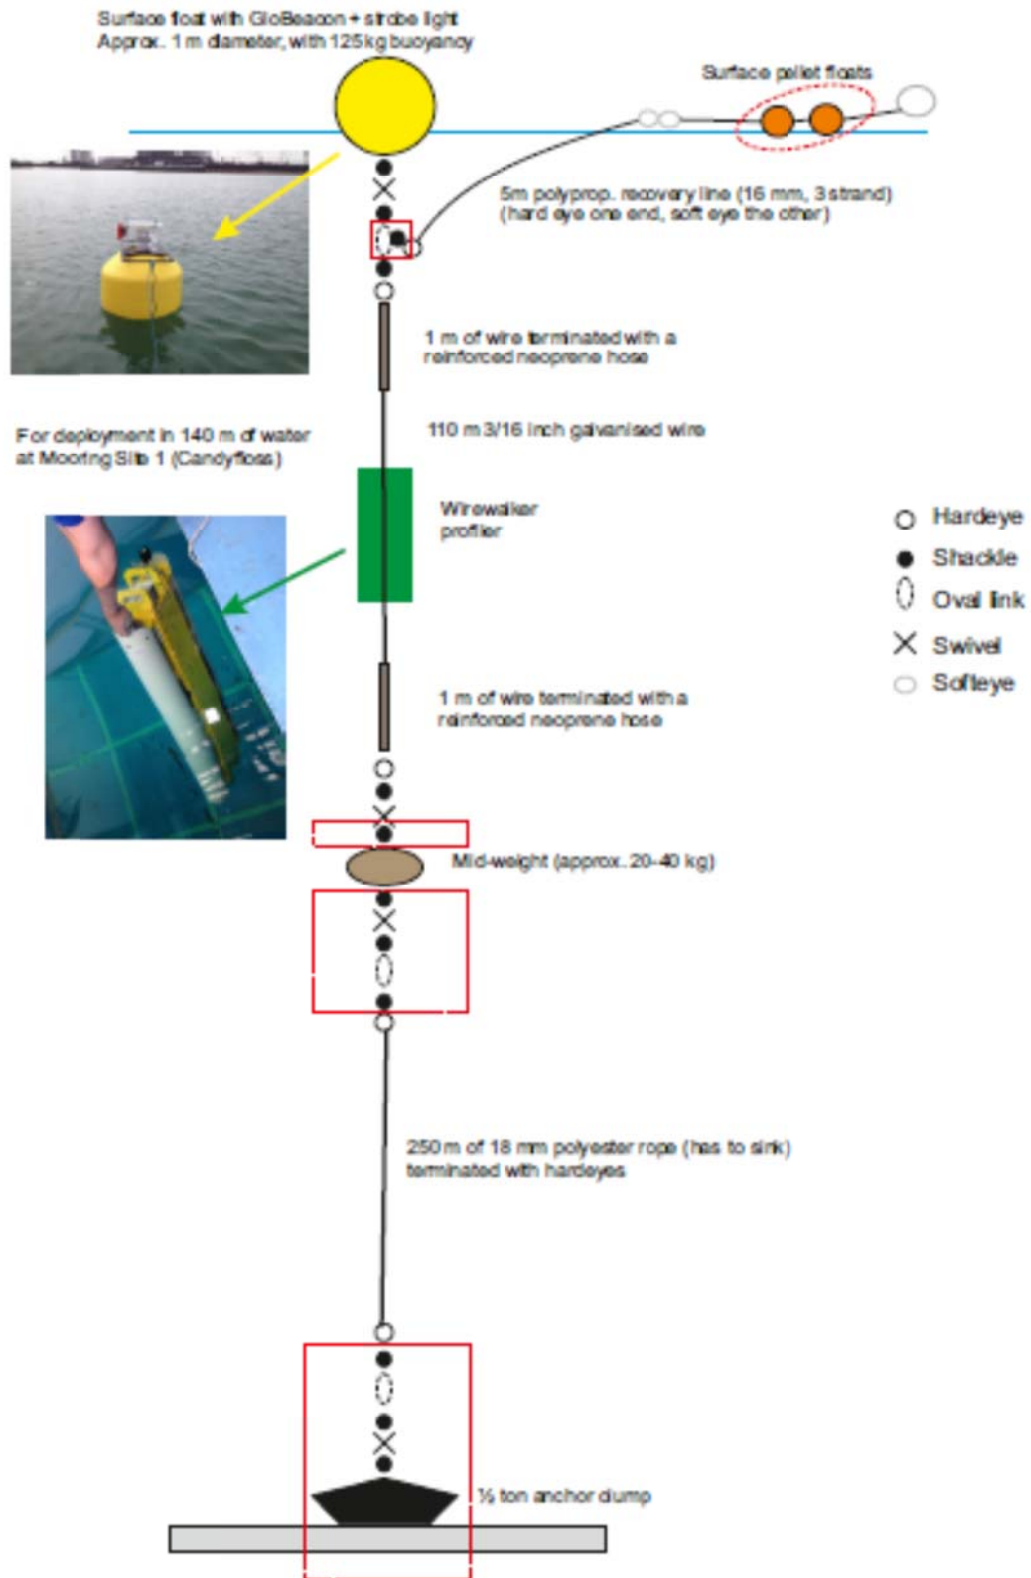 Surface float with GloBeacon + strobe light
Approx. 1 m diameter, with 125kg buoyancy
Surface pellet floats
5m polyprop. recovery line (16 mm, 3 strand)
(hard eye one end, soft eye the other)
1 m of wire terminated with a
reinforced neoprene hose
110 m 3/16 inch galvanised wire
For deployment in 140 m of water
at Mooring Site 1 (Candyfloss)
Wirewalker
profiler
Hardeye
Shackle
Oval link
Swivel
Softeye
1 m of wire terminated with a
reinforced neoprene hose
Mid-weight (approx. 20-40 kg)
250 m of 18 mm polyester rope (has to sink)
terminated with hardeyes
½ ton anchor clump